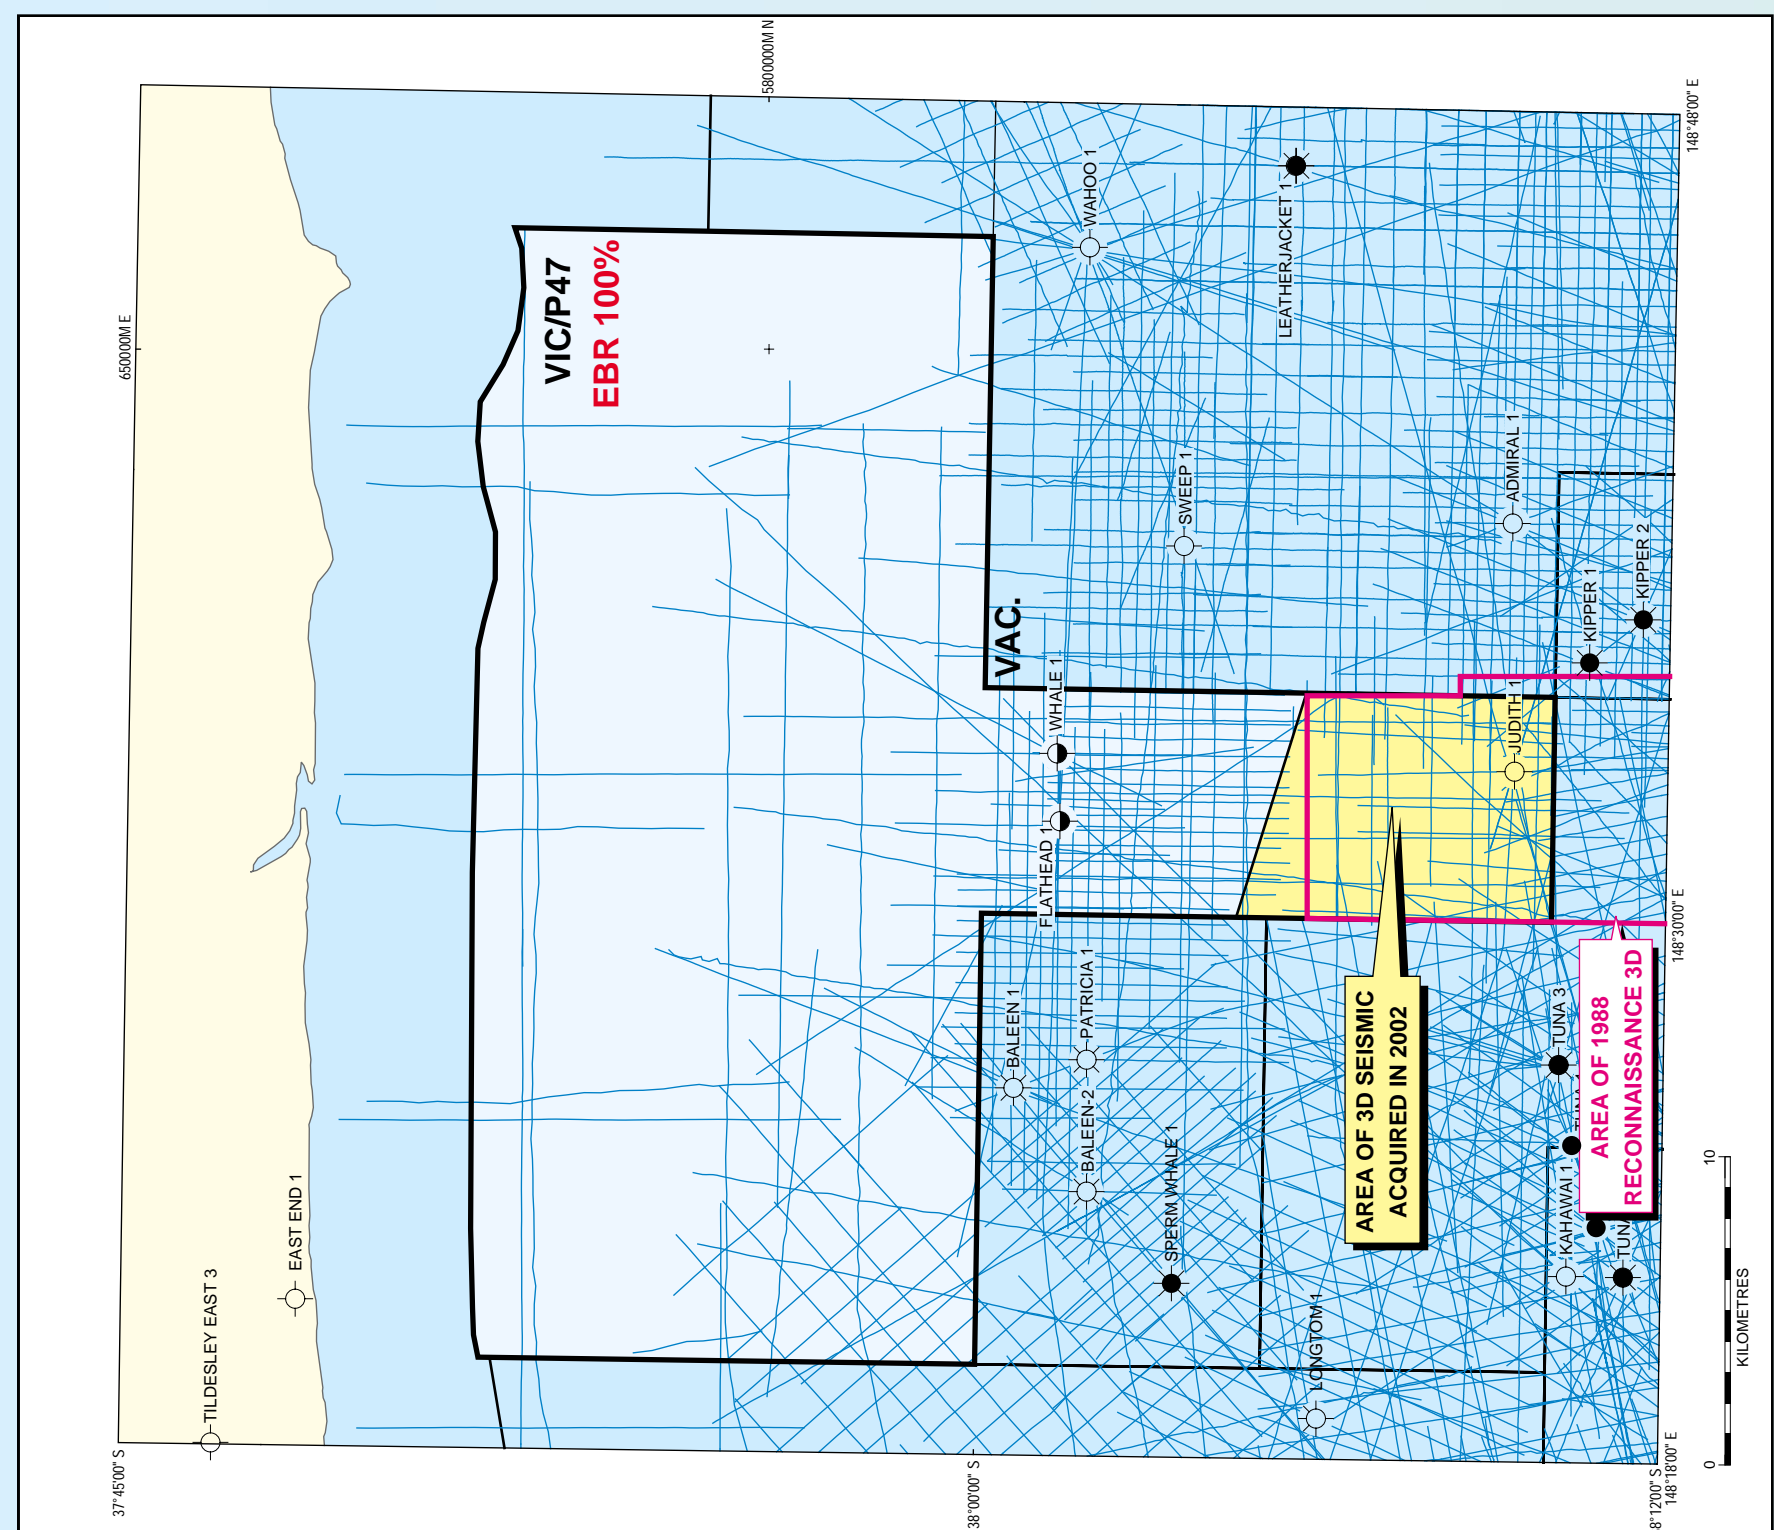 650000M E
5800000M N
148°48'00" E
VIC/P47
EBR 100%
WAHOO 1
LEATHERJACKET 1
SWEEP 1
ADMIRAL 1
KIPPER 1
KIPPER 2
VAC.
WHALE 1
FLATHEAD 1
JUDITH 1
148°30'00" E
BALEEN 1
PATRICIA 1
BALEEN-2
SPERM WHALE 1
AREA OF 3D SEISMIC
ACQUIRED IN 2002
TUNA 3
AREA OF 1988
RECONNAISSANCE 3D
KAHAWAI 1
TUNA
LONGTOM 1
EAST END 1
TILDESLEY EAST 3
37°45'00" S
38°00'00" S
8°12'00" S
148°18'00" E
0
10
KILOMETRES